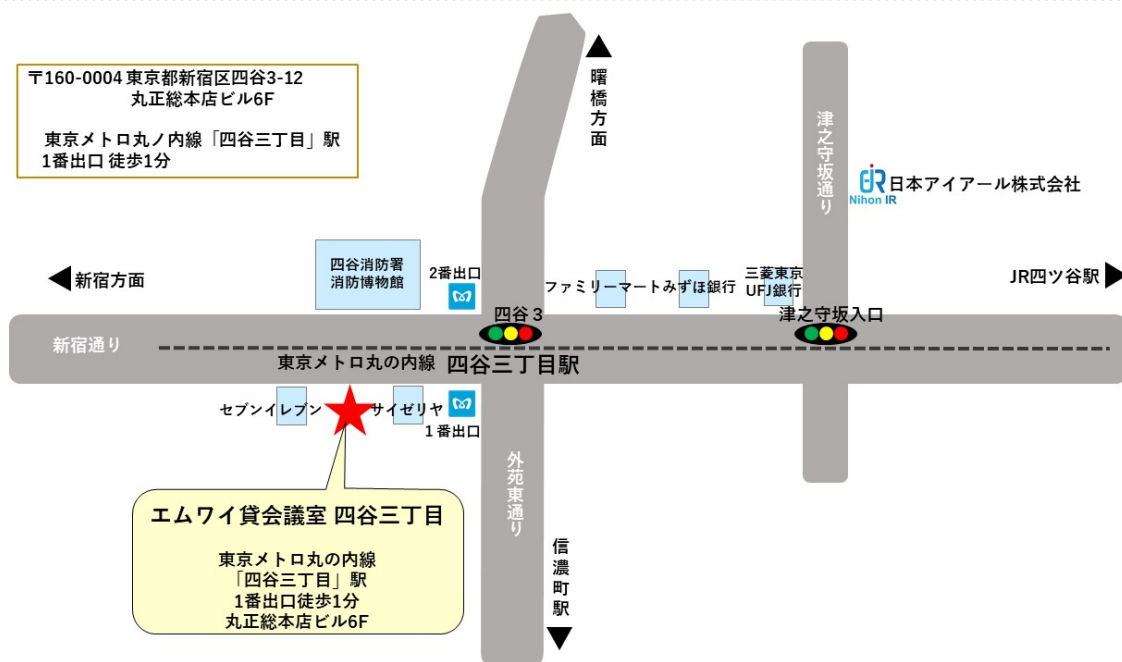 〒160-0004 東京都新宿区四谷3-12
丸正総本店ビル6F
東京メトロ丸ノ内線「四谷三丁目」駅
1番出口 徒歩1分
曙橋方面
津之守坂通り
日本アイアール株式会社
Nihon IR
新宿方面
四谷消防署
消防博物館
2番出口
ファミリーマート
みずほ銀行
三菱東京
UFJ銀行
JR四ツ谷駅
四谷3
津之守坂入口
新宿通り
東京メトロ丸の内線
四谷三丁目駅
セブンイレブン
サイゼリヤ
1番出口
外苑東通り
エムワイ貸会議室 四谷三丁目
東京メトロ丸の内線
「四谷三丁目」駅
1番出口徒歩1分
丸正総本店ビル6F
信濃町駅